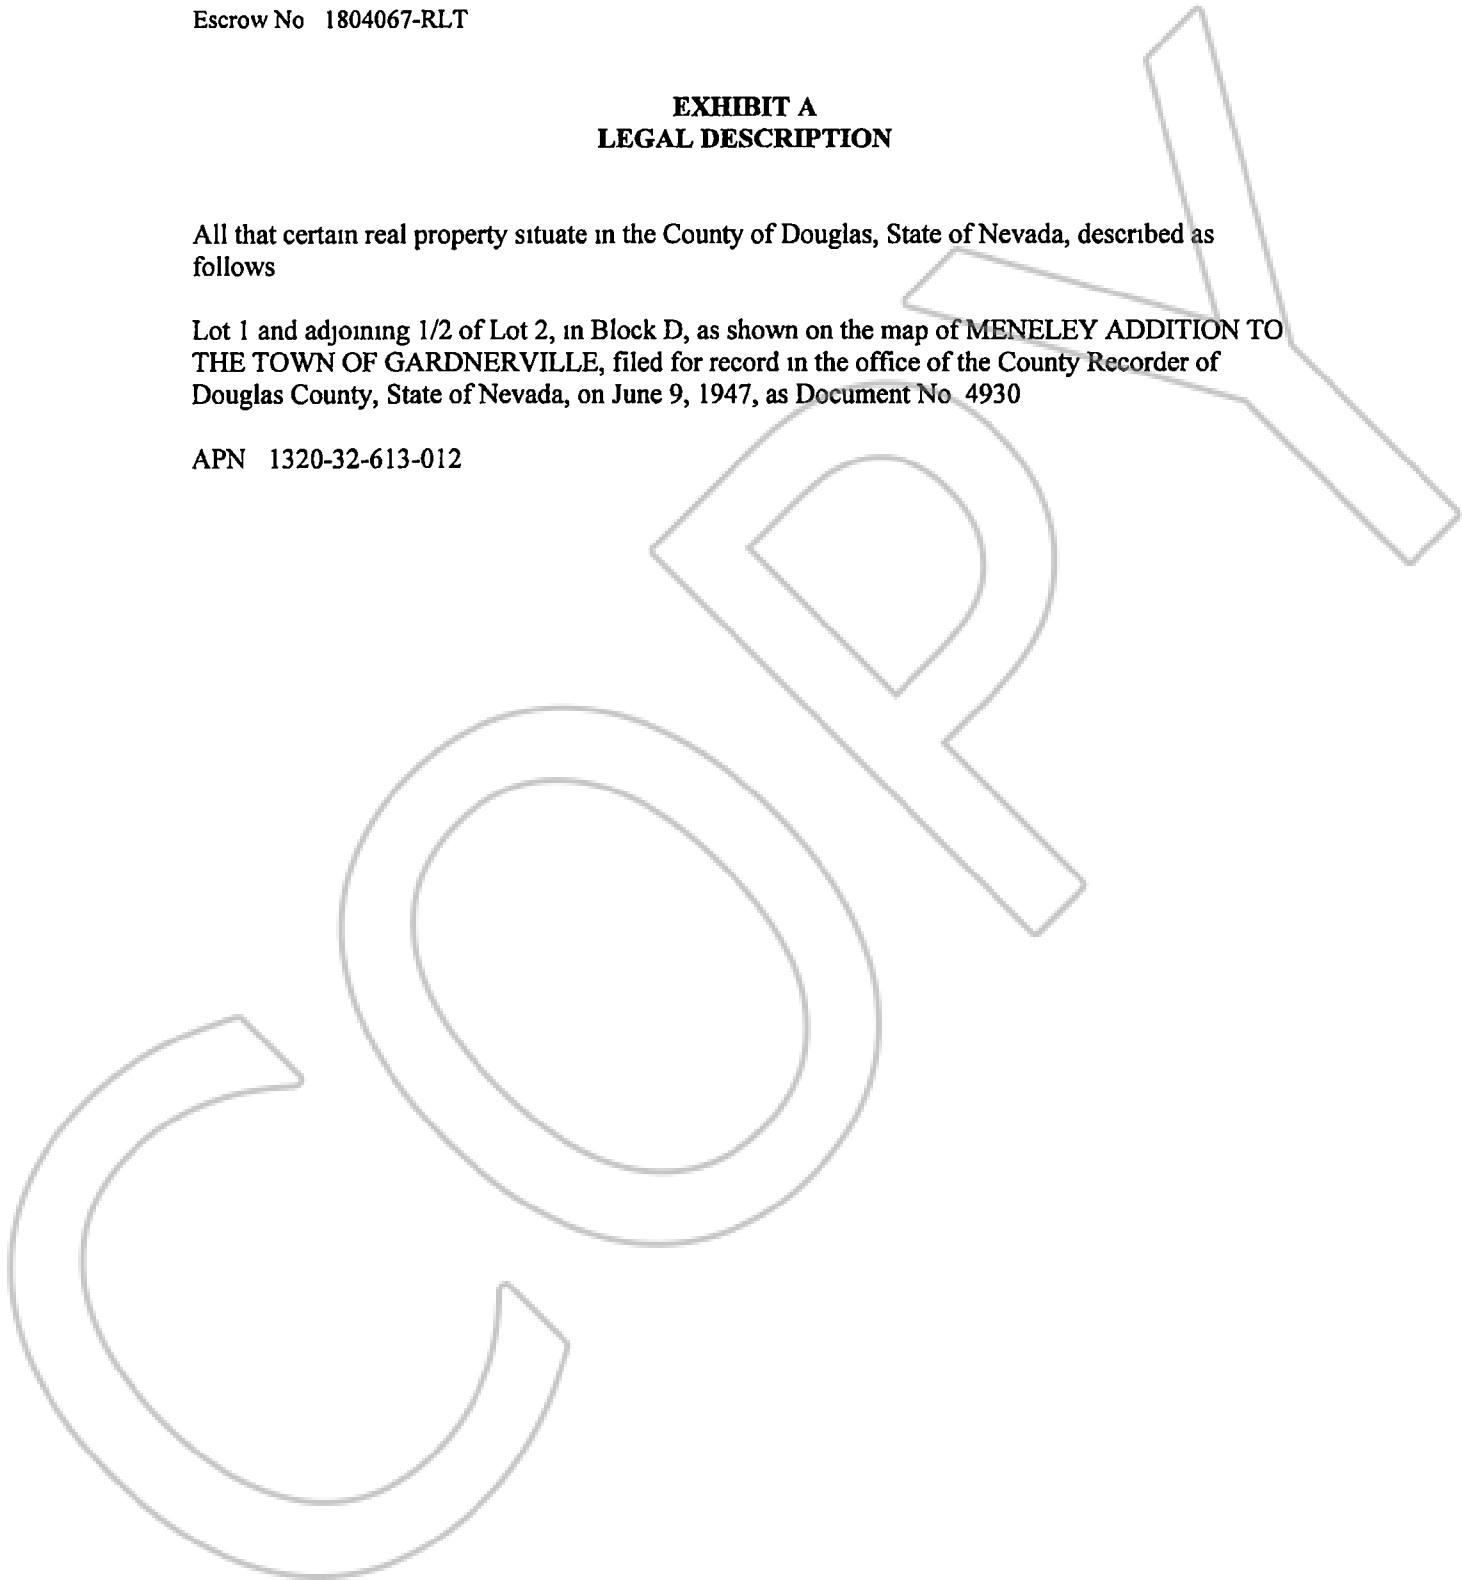 Escrow No 1804067-RLT
EXHIBIT A
LEGAL DESCRIPTION
All that certain real property situate in the County of Douglas, State of Nevada, described as
follows
Lot 1 and adjoining 1/2 of Lot 2, in Block D, as shown on the map of MENELEY ADDITION TO
THE TOWN OF GARDNERVILLE, filed for record in the office of the County Recorder of
Douglas County, State of Nevada, on June 9, 1947, as Document No 4930
APN 1320-32-613-012
COPY